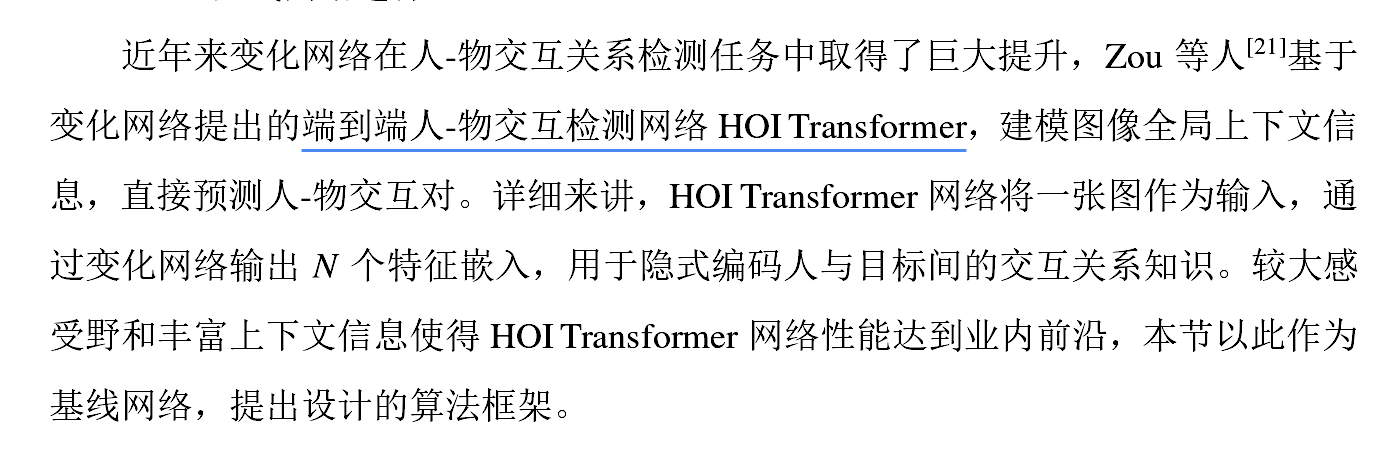 近年来变化网络在人-物交互关系检测任务中取得了巨大提升，Zou 等人[21]基于
变化网络提出的端到端人-物交互检测网络 HOI Transformer，建模图像全局上下文信
息，直接预测人-物交互对。详细来讲，HOI Transformer 网络将一张图作为输入，通
过变化网络输出 N 个特征嵌入，用于隐式编码人与目标间的交互关系知识。较大感
受野和丰富上下文信息使得 HOI Transformer 网络性能达到业内前沿，本节以此作为
基线网络，提出设计的算法框架。